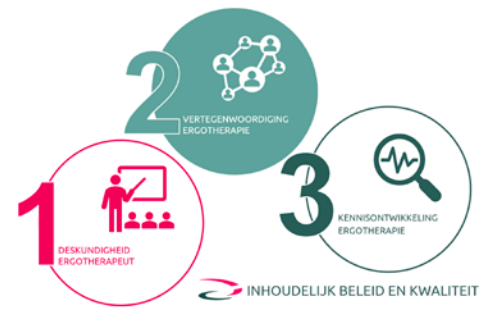 1
DESKUNDIGHEID
ERGOTHERAPEUT
2
VERTEGENWOORDIGING
ERGOTHERAPIE
3
KENNISONTWIKKELING
ERGOTHERAPIE
INHOUDELIJK BELEID EN KWALITEIT